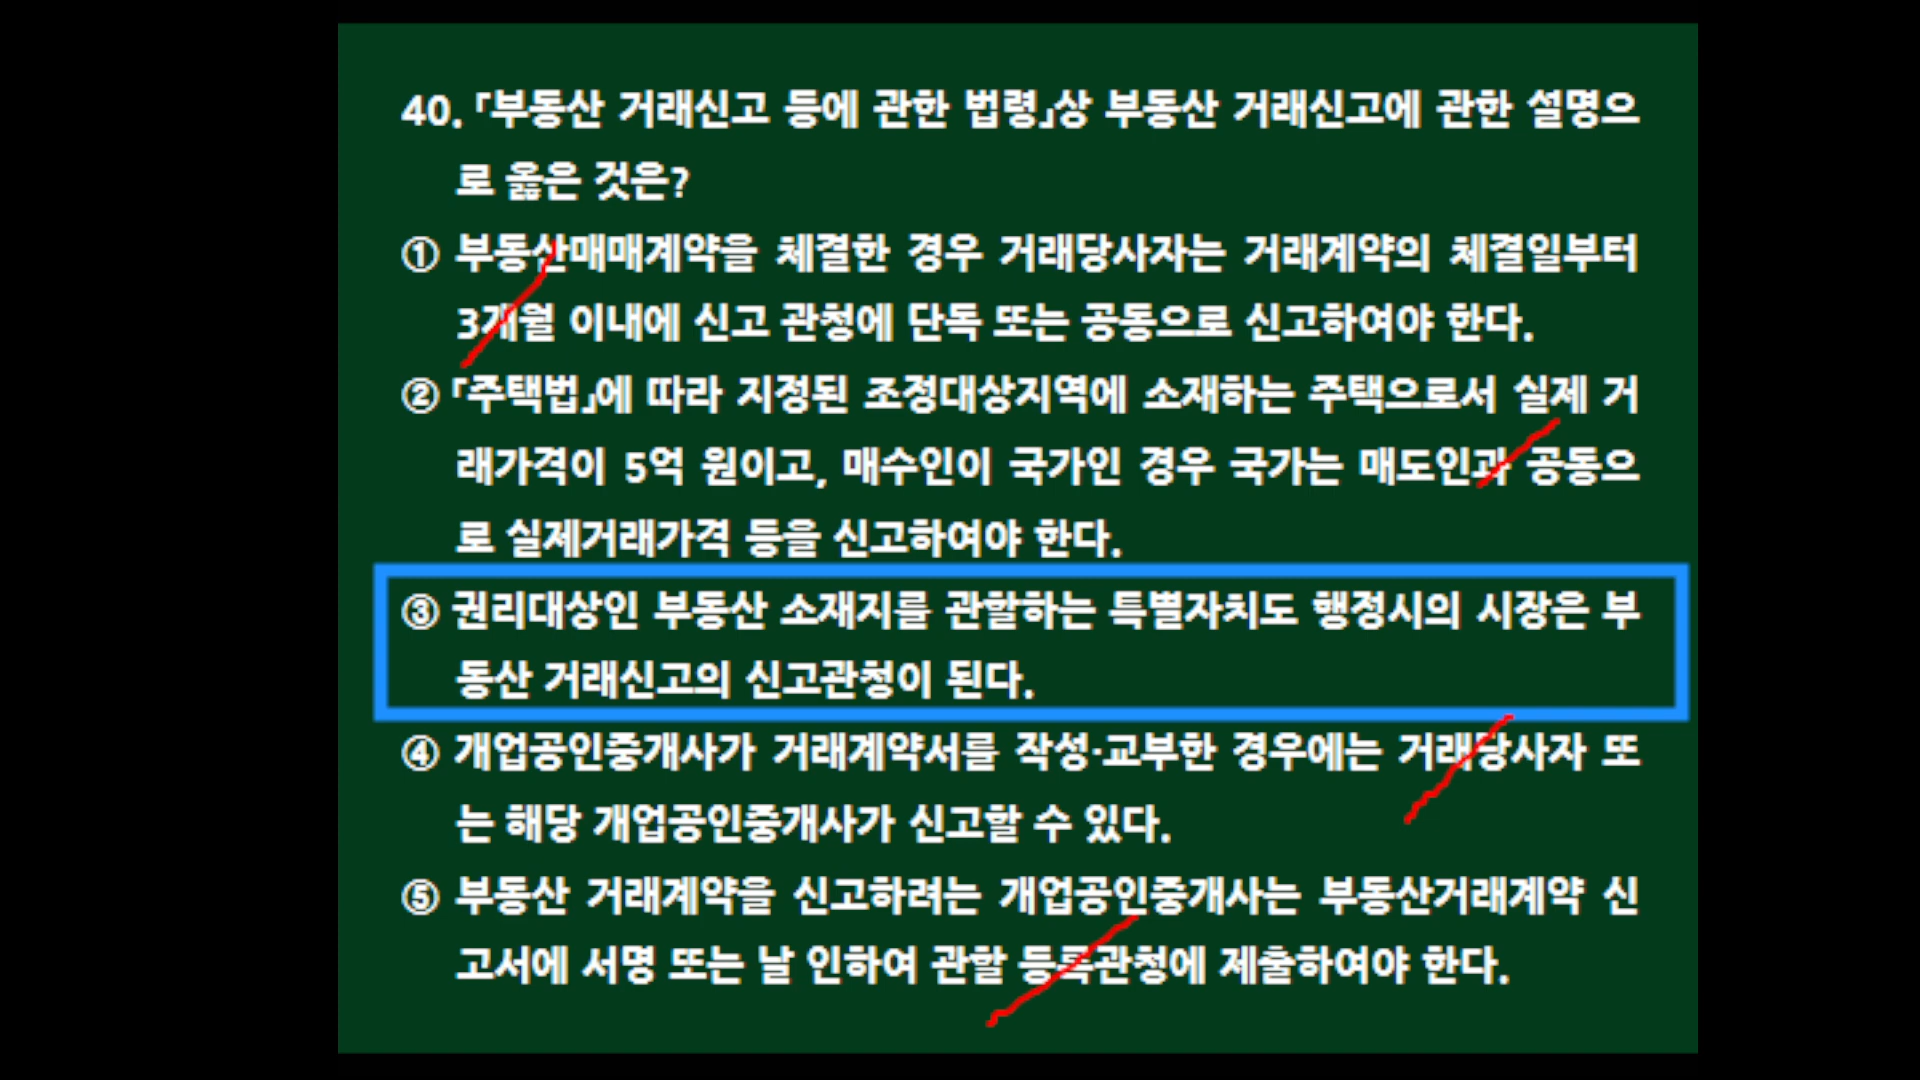 40. 「부동산 거래신고 등에 관한 법령」상 부동산 거래신고에 관한 설명으
로 옳은 것은?
① 부동산매매계약을 체결한 경우 거래당사자는 거래계약의 체결일부터
3개월 이내에 신고 관청에 단독 또는 공동으로 신고하여야 한다.
② 「주택법」에 따라 지정된 조정대상지역에 소재하는 주택으로서 실제 거
래가격이 5억 원이고, 매수인이 국가인 경우 국가는 매도인과 공동으
로 실제거래가격 등을 신고하여야 한다.
③ 권리대상인 부동산 소재지를 관할하는 특별자치도 행정시의 시장은 부
동산 거래신고의 신고관청이 된다.
④ 개업공인중개사가 거래계약서를 작성·교부한 경우에는 거래당사자 또
는 해당 개업공인중개사가 신고할 수 있다.
⑤ 부동산 거래계약을 신고하려는 개업공인중개사는 부동산거래계약 신
고서에 서명 또는 날 인하여 관할 등록관청에 제출하여야 한다.